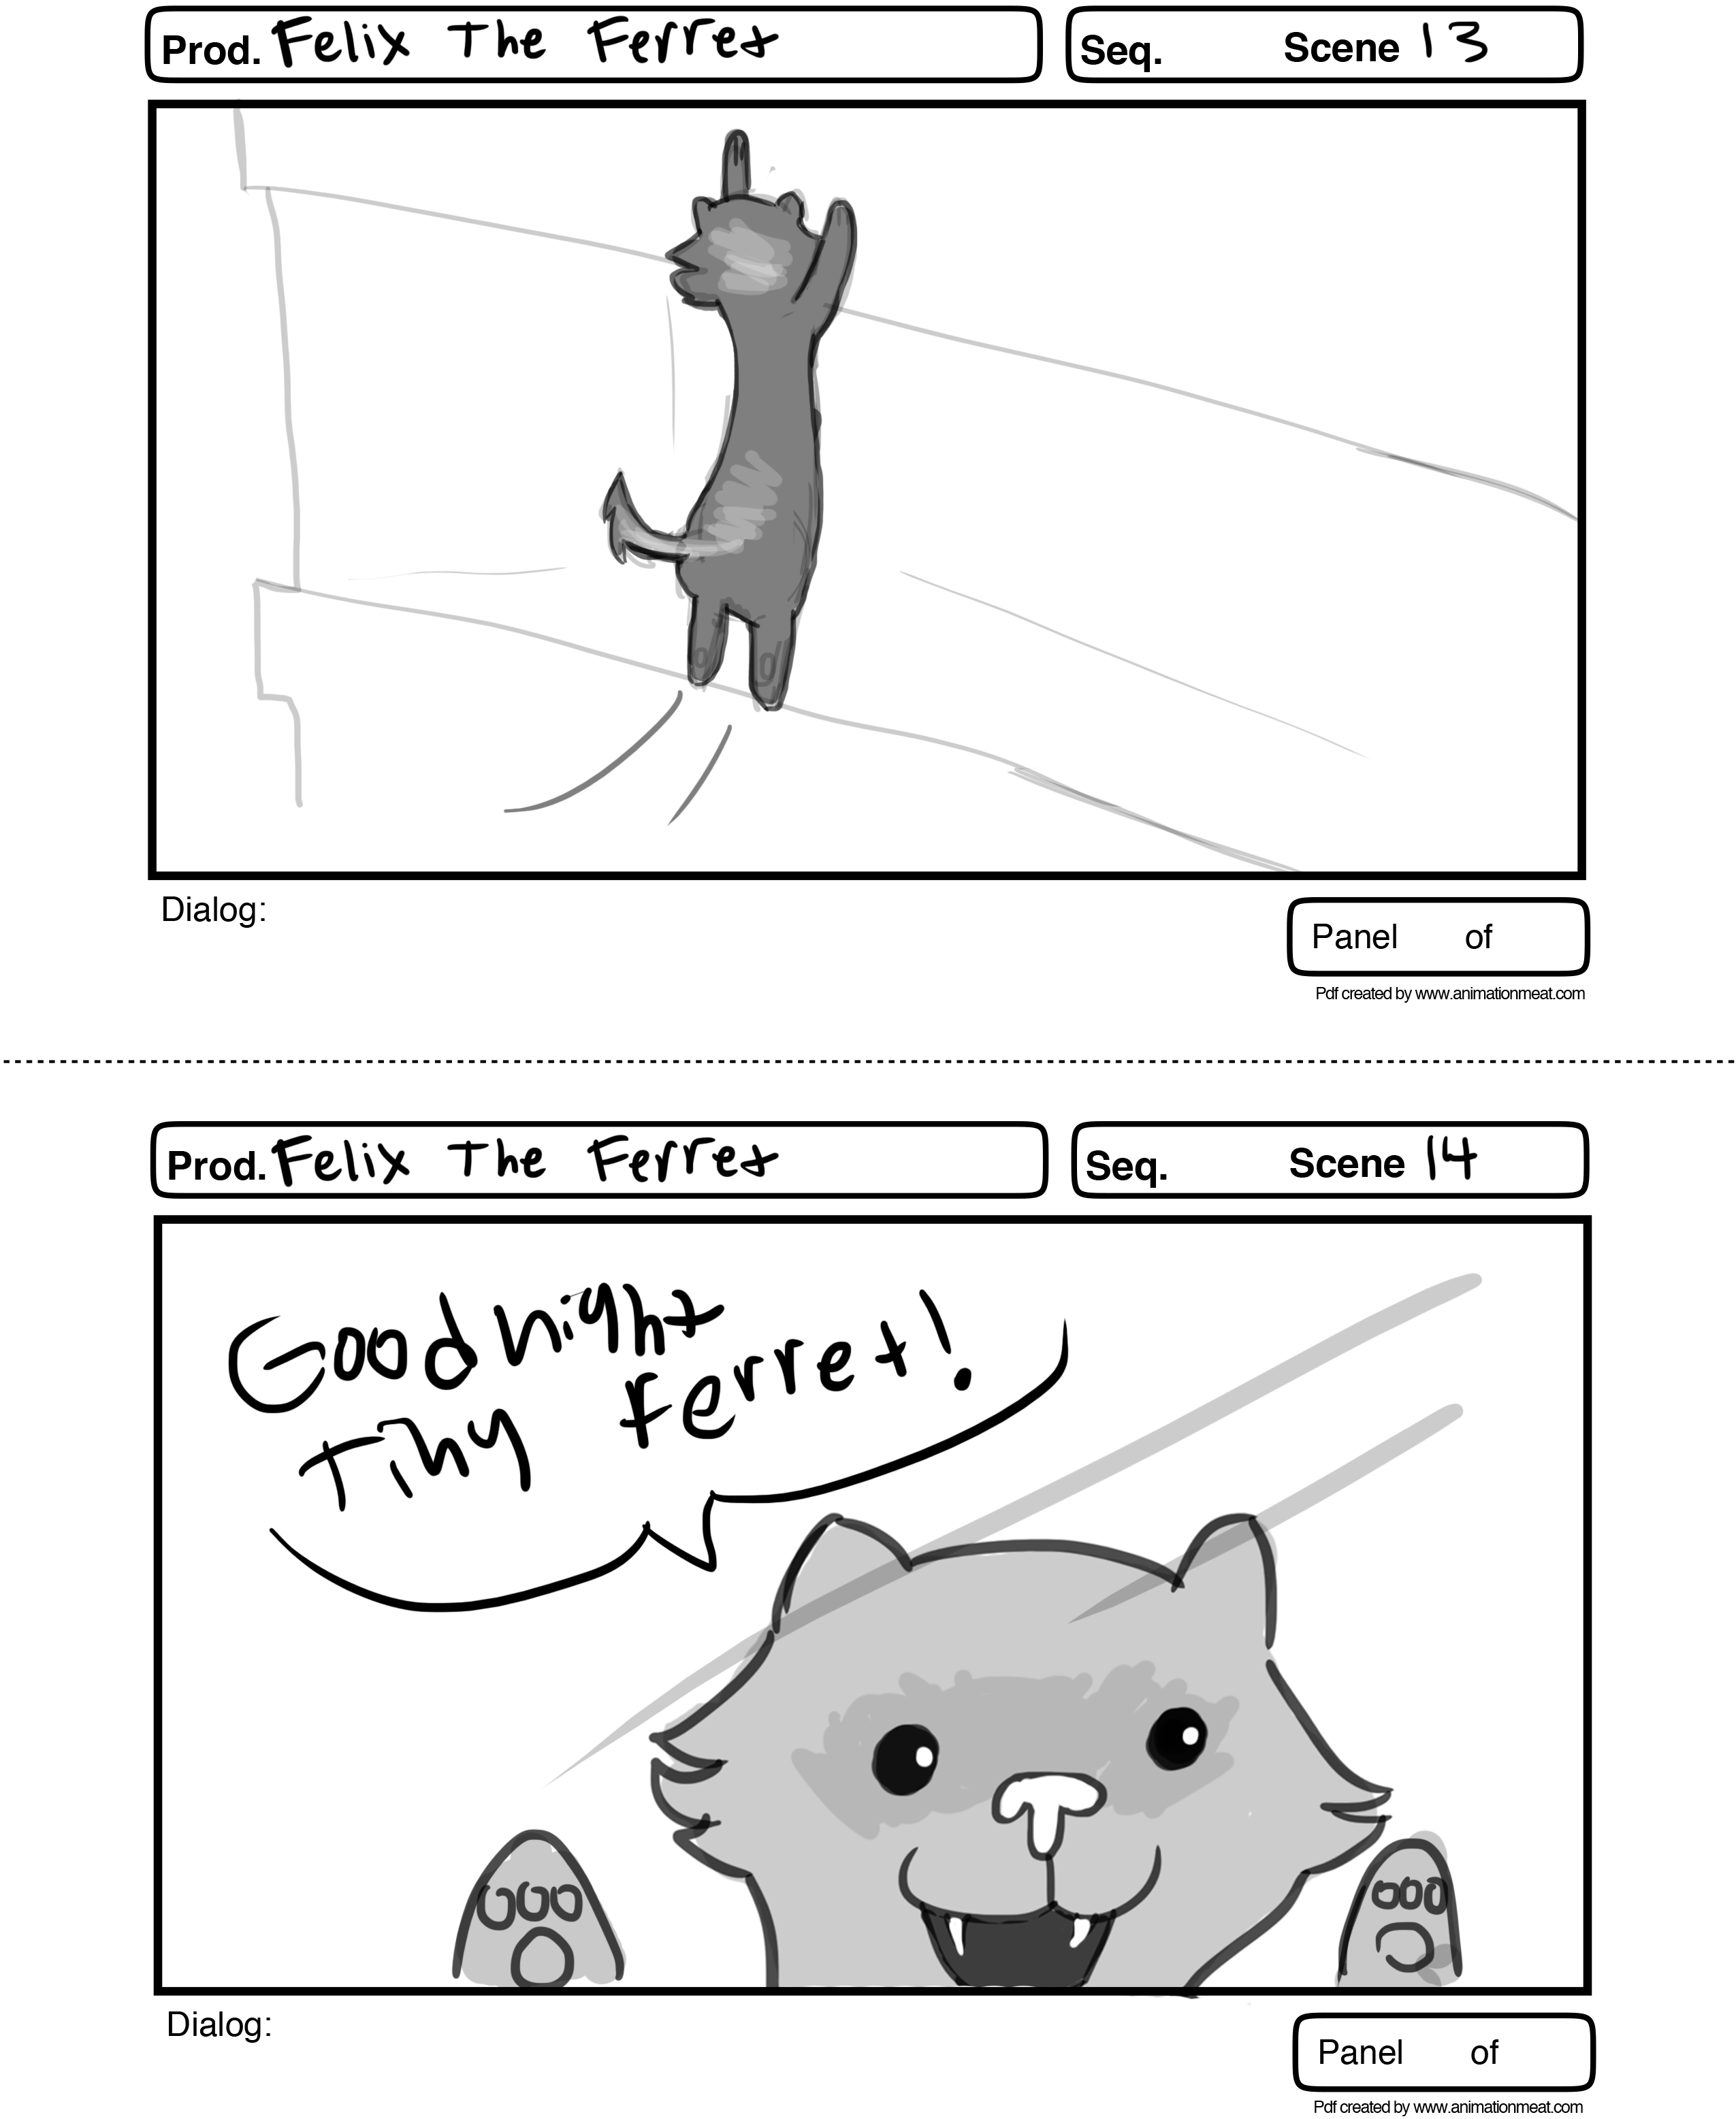 Prod. Felix The Ferret
Seq. Scene 13
Dialog:
Panel of
Pdf created by www.animationmeat.com
Prod. Felix The Ferret
Seq. Scene 14
Goodnight
Tiny ferret!
Dialog:
Panel of
Pdf created by www.animationmeat.com